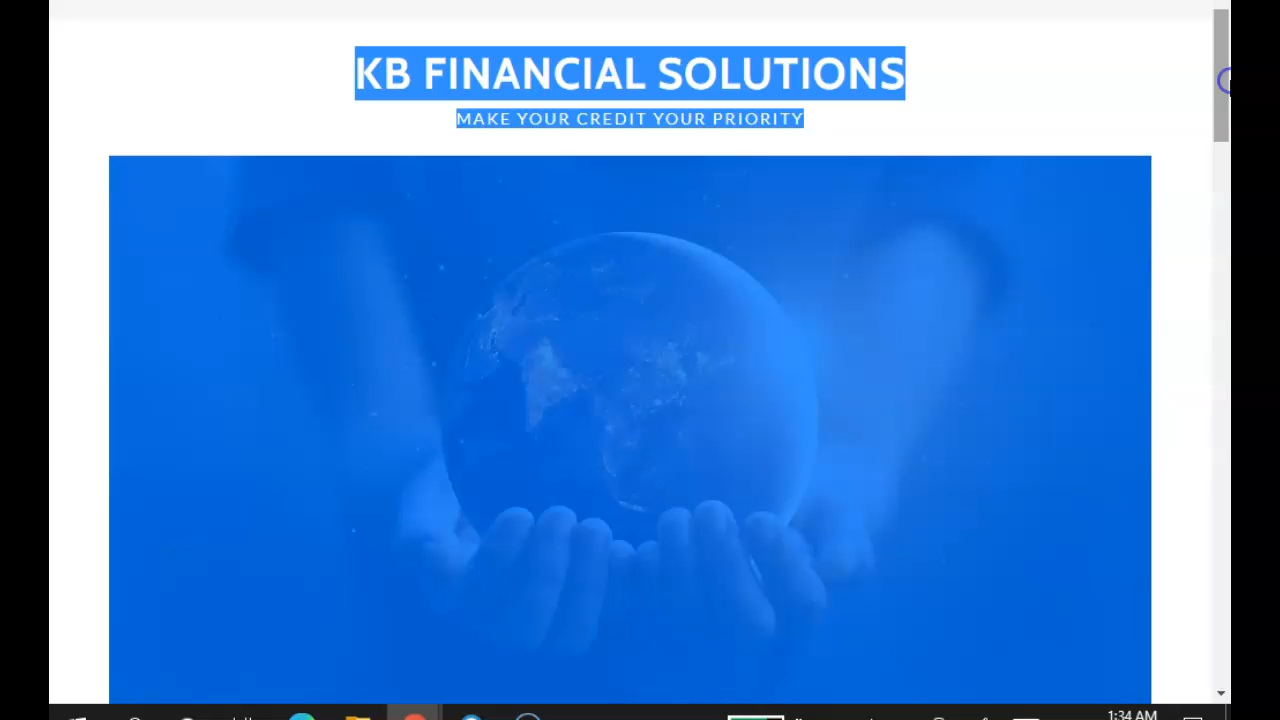 KB FINANCIAL SOLUTIONS
MAKE YOUR CREDIT YOUR PRIORITY
1:34 AM